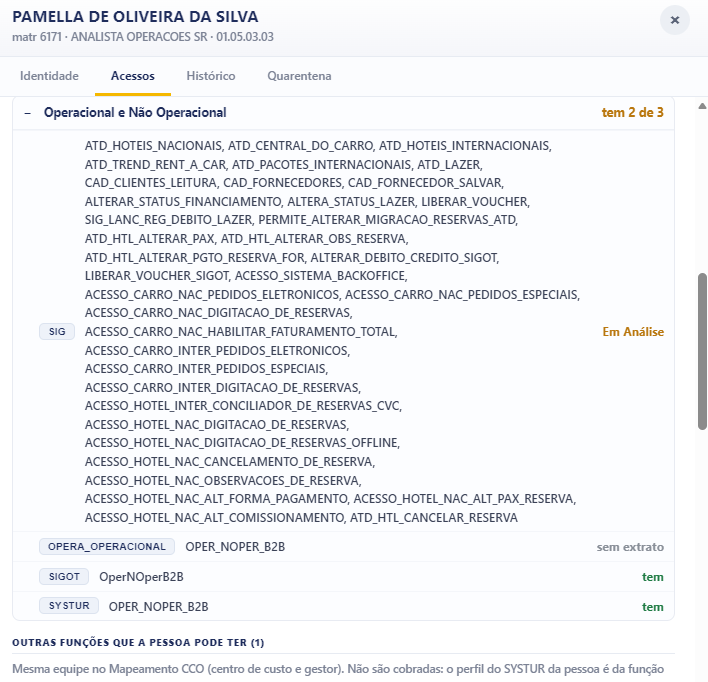 PAMELLA DE OLIVEIRA DA SILVA
matr 6171 · ANALISTA OPERACOES SR · 01.05.03.03
×
Identidade Acessos Histórico Quarentena
– Operacional e Não Operacional tem 2 de 3
ATD_HOTEIS_NACIONAIS, ATD_CENTRAL_DO_CARRO, ATD_HOTEIS_INTERNACIONAIS,
ATD_TREND_RENT_A_CAR, ATD_PACOTES_INTERNACIONAIS, ATD_LAZER,
CAD_CLIENTES_LEITURA, CAD_FORNECEDORES, CAD_FORNECEDOR_SALVAR,
ALTERAR_STATUS_FINANCIAMENTO, ALTERA_STATUS_LAZER, LIBERAR_VOUCHER,
SIG_LANC_REG_DEBITO_LAZER, PERMITE_ALTERAR_MIGRACAO_RESERVAS_ATD,
ATD_HTL_ALTERAR_PAX, ATD_HTL_ALTERAR_OBS_RESERVA,
ATD_HTL_ALTERAR_PGTO_RESERVA_FOR, ALTERAR_DEBITO_CREDITO_SIGOT,
LIBERAR_VOUCHER_SIGOT, ACESSO_SISTEMA_BACKOFFICE,
ACESSO_CARRO_NAC_PEDIDOS_ELETRONICOS, ACESSO_CARRO_NAC_PEDIDOS_ESPECIAIS,
ACESSO_CARRO_NAC_DIGITACAO_DE_RESERVAS,
SIG ACESSO_CARRO_NAC_HABILITAR_FATURAMENTO_TOTAL, Em Análise
ACESSO_CARRO_INTER_PEDIDOS_ELETRONICOS,
ACESSO_CARRO_INTER_PEDIDOS_ESPECIAIS,
ACESSO_CARRO_INTER_DIGITACAO_DE_RESERVAS,
ACESSO_HOTEL_INTER_CONCILIADOR_DE_RESERVAS_CVC,
ACESSO_HOTEL_NAC_DIGITACAO_DE_RESERVAS,
ACESSO_HOTEL_NAC_DIGITACAO_DE_RESERVAS_OFFLINE,
ACESSO_HOTEL_NAC_CANCELAMENTO_DE_RESERVA,
ACESSO_HOTEL_NAC_OBSERVACOES_DE_RESERVA,
ACESSO_HOTEL_NAC_ALT_FORMA_PAGAMENTO, ACESSO_HOTEL_NAC_ALT_PAX_RESERVA,
ACESSO_HOTEL_NAC_ALT_COMISSIONAMENTO, ATD_HTL_CANCELAR_RESERVA
OPERA_OPERACIONAL OPER_NOPER_B2B sem extrato
SIGOT OperNOperB2B tem
SYSTUR OPER_NOPER_B2B tem
OUTRAS FUNÇÕES QUE A PESSOA PODE TER (1)
Mesma equipe no Mapeamento CCO (centro de custo e gestor). Não são cobradas: o perfil do SYSTUR da pessoa é da função